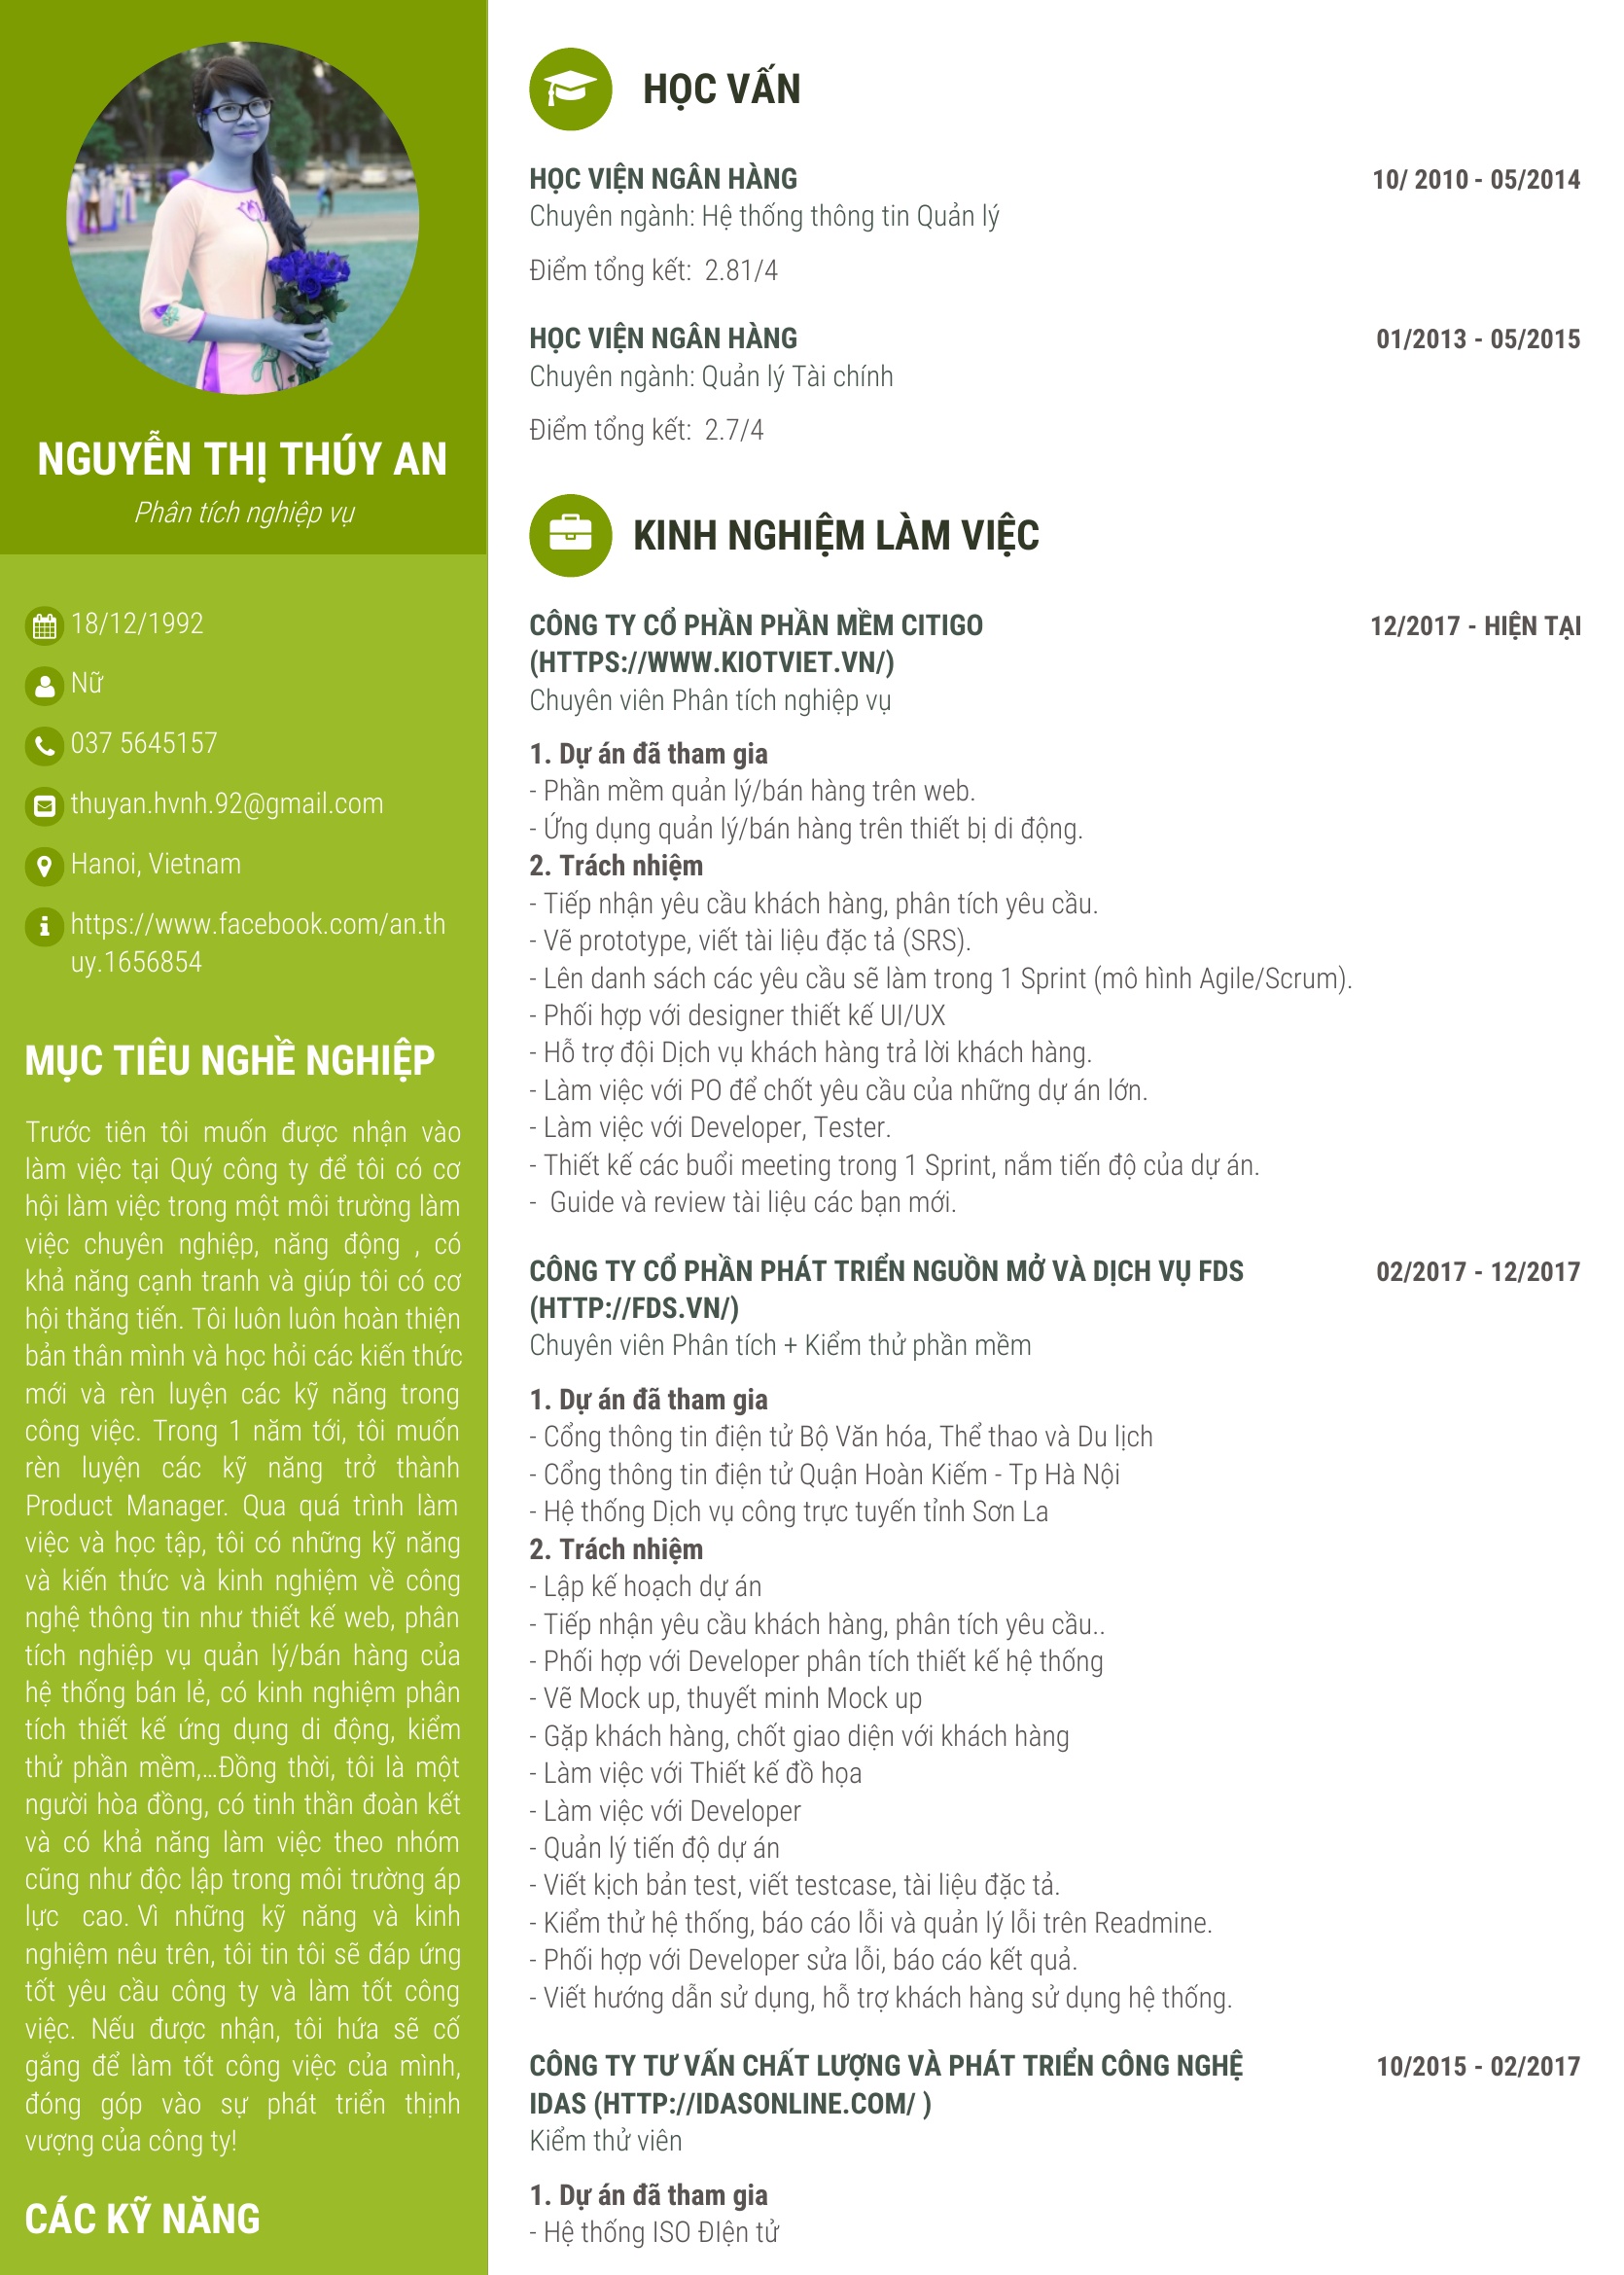 NGUYỄN THỊ THÚY AN
Phân tích nghiệp vụ
18/12/1992
Nữ
037 5645157
thuyan.hvnh.92@gmail.com
Hanoi, Vietnam
https://www.facebook.com/an.th
uy.1656854
MỤC TIÊU NGHỀ NGHIỆP
Trước tiên tôi muốn được nhận vào
làm việc tại Quý công ty để tôi có cơ
hội làm việc trong một môi trường làm
việc chuyên nghiệp, năng động , có
khả năng cạnh tranh và giúp tôi có cơ
hội thăng tiến. Tôi luôn luôn hoàn thiện
bản thân mình và học hỏi các kiến thức
mới và rèn luyện các kỹ năng trong
công việc. Trong 1 năm tới, tôi muốn
rèn luyện các kỹ năng trở thành
Product Manager. Qua quá trình làm
việc và học tập, tôi có những kỹ năng
và kiến thức và kinh nghiệm về công
nghệ thông tin như thiết kế web, phân
tích nghiệp vụ quản lý/bán hàng của
hệ thống bán lẻ, có kinh nghiệm phân
tích thiết kế ứng dụng di động, kiểm
thử phần mềm,...Đồng thời, tôi là một
người hòa đồng, có tinh thần đoàn kết
và có khả năng làm việc theo nhóm
cũng như độc lập trong môi trường áp
lực cao. Vì những kỹ năng và kinh
nghiệm nêu trên, tôi tin tôi sẽ đáp ứng
tốt yêu cầu công ty và làm tốt công
việc. Nếu được nhận, tôi hứa sẽ cố
gắng để làm tốt công việc của mình,
đóng góp vào sự phát triển thịnh
vượng của công ty!
CÁC KỸ NĂNG
HỌC VẤN
HỌC VIỆN NGÂN HÀNG 10/ 2010 - 05/2014
Chuyên ngành: Hệ thống thông tin Quản lý
Điểm tổng kết: 2.81/4
HỌC VIỆN NGÂN HÀNG 01/2013 - 05/2015
Chuyên ngành: Quản lý Tài chính
Điểm tổng kết: 2.7/4
KINH NGHIỆM LÀM VIỆC
CÔNG TY CỔ PHẦN PHẦN MỀM CITIGO 12/2017 - HIỆN TẠI
(HTTPS://WWW.KIOTVIET.VN/)
Chuyên viên Phân tích nghiệp vụ
1. Dự án đã tham gia
- Phần mềm quản lý/bán hàng trên web.
- Ứng dụng quản lý/bán hàng trên thiết bị di động.
2. Trách nhiệm
- Tiếp nhận yêu cầu khách hàng, phân tích yêu cầu.
- Vẽ prototype, viết tài liệu đặc tả (SRS).
- Lên danh sách các yêu cầu sẽ làm trong 1 Sprint (mô hình Agile/Scrum).
- Phối hợp với designer thiết kế UI/UX
- Hỗ trợ đội Dịch vụ khách hàng trả lời khách hàng.
- Làm việc với PO để chốt yêu cầu của những dự án lớn.
- Làm việc với Developer, Tester.
- Thiết kế các buổi meeting trong 1 Sprint, nắm tiến độ của dự án.
- Guide và review tài liệu các bạn mới.
CÔNG TY CỔ PHẦN PHÁT TRIỂN NGUỒN MỞ VÀ DỊCH VỤ FDS 02/2017 - 12/2017
(HTTP://FDS.VN/)
Chuyên viên Phân tích + Kiểm thử phần mềm
1. Dự án đã tham gia
- Cổng thông tin điện tử Bộ Văn hóa, Thể thao và Du lịch
- Cổng thông tin điện tử Quận Hoàn Kiếm - Tp Hà Nội
- Hệ thống Dịch vụ công trực tuyến tỉnh Sơn La
2. Trách nhiệm
- Lập kế hoạch dự án
- Tiếp nhận yêu cầu khách hàng, phân tích yêu cầu..
- Phối hợp với Developer phân tích thiết kế hệ thống
- Vẽ Mock up, thuyết minh Mock up
- Gặp khách hàng, chốt giao diện với khách hàng
- Làm việc với Thiết kế đồ họa
- Làm việc với Developer
- Quản lý tiến độ dự án
- Viết kịch bản test, viết testcase, tài liệu đặc tả.
- Kiểm thử hệ thống, báo cáo lỗi và quản lý lỗi trên Readmine.
- Phối hợp với Developer sửa lỗi, báo cáo kết quả.
- Viết hướng dẫn sử dụng, hỗ trợ khách hàng sử dụng hệ thống.
CÔNG TY TƯ VẤN CHẤT LƯỢNG VÀ PHÁT TRIỂN CÔNG NGHỆ 10/2015 - 02/2017
IDAS (HTTP://IDASONLINE.COM/ )
Kiểm thử viên
1. Dự án đã tham gia
- Hệ thống ISO ĐIện tử